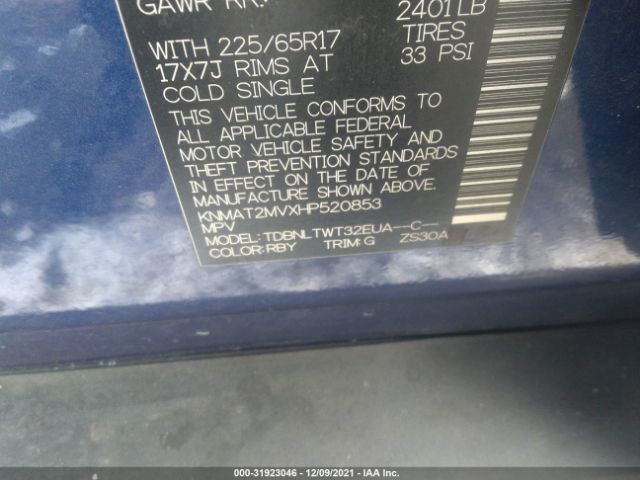 GAWR RR:
2401LB
WITH 225/65R17 TIRES
17X7J RIMS AT 33 PSI
COLD SINGLE
THIS VEHICLE CONFORMS TO
ALL APPLICABLE FEDERAL
MOTOR VEHICLE SAFETY AND
THEFT PREVENTION STANDARDS
IN EFFECT ON THE DATE OF
MANUFACTURE SHOWN ABOVE.
KNMAT2MVXHP520853
MPV
MODEL: TDBNLTWT32EUA--C--
COLOR:RBY TRIM:G ZS30A
000-31923046 - 12/09/2021 - IAA Inc.